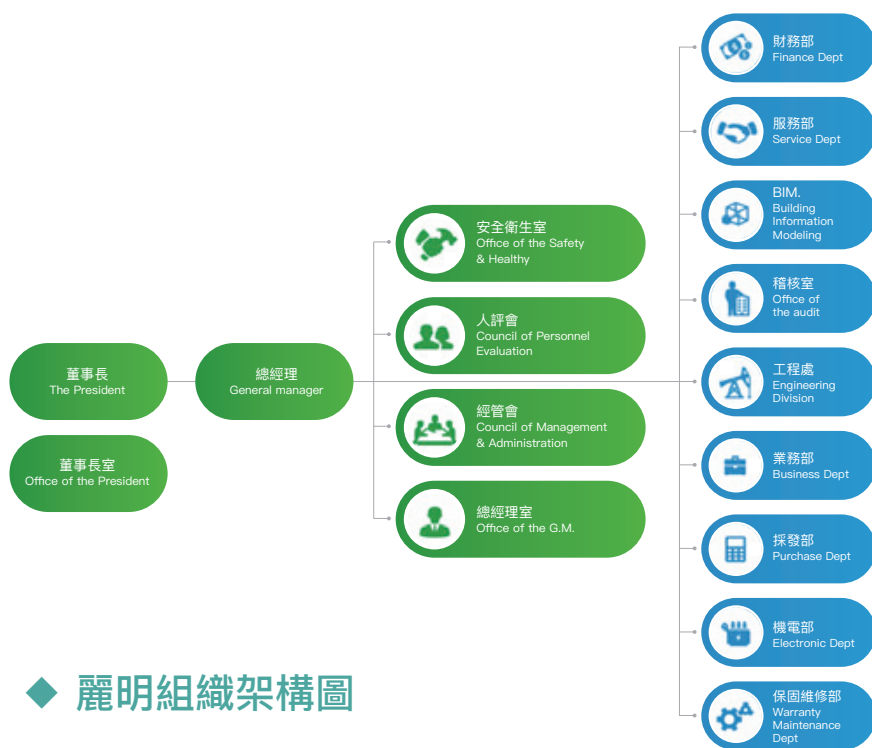 董事長
The President
董事長室
Office of the President
總經理
General manager
安全衛生室
Office of the Safety
& Healthy
人評會
Council of Personnel
Evaluation
經管會
Council of Management
& Administration
總經理室
Office of the G.M.
財務部
Finance Dept
服務部
Service Dept
BIM.
Building
Information
Modeling
稽核室
Office of
the audit
工程處
Engineering
Division
業務部
Business Dept
採發部
Purchase Dept
機電部
Electronic Dept
保固維修部
Warranty
Maintenance
Dept
◆ 麗明組織架構圖